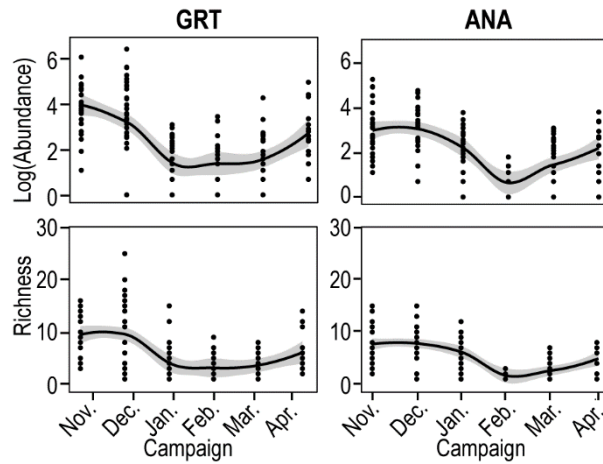 GRT ANA
Log(Abundance)
6 6
4 4
2 2
0 0
Richness
30 30
20 20
10 10
0 0
Nov. Dec. Jan. Feb. Mar. Apr. Nov. Dec. Jan. Feb. Mar. Apr.
Campaign Campaign